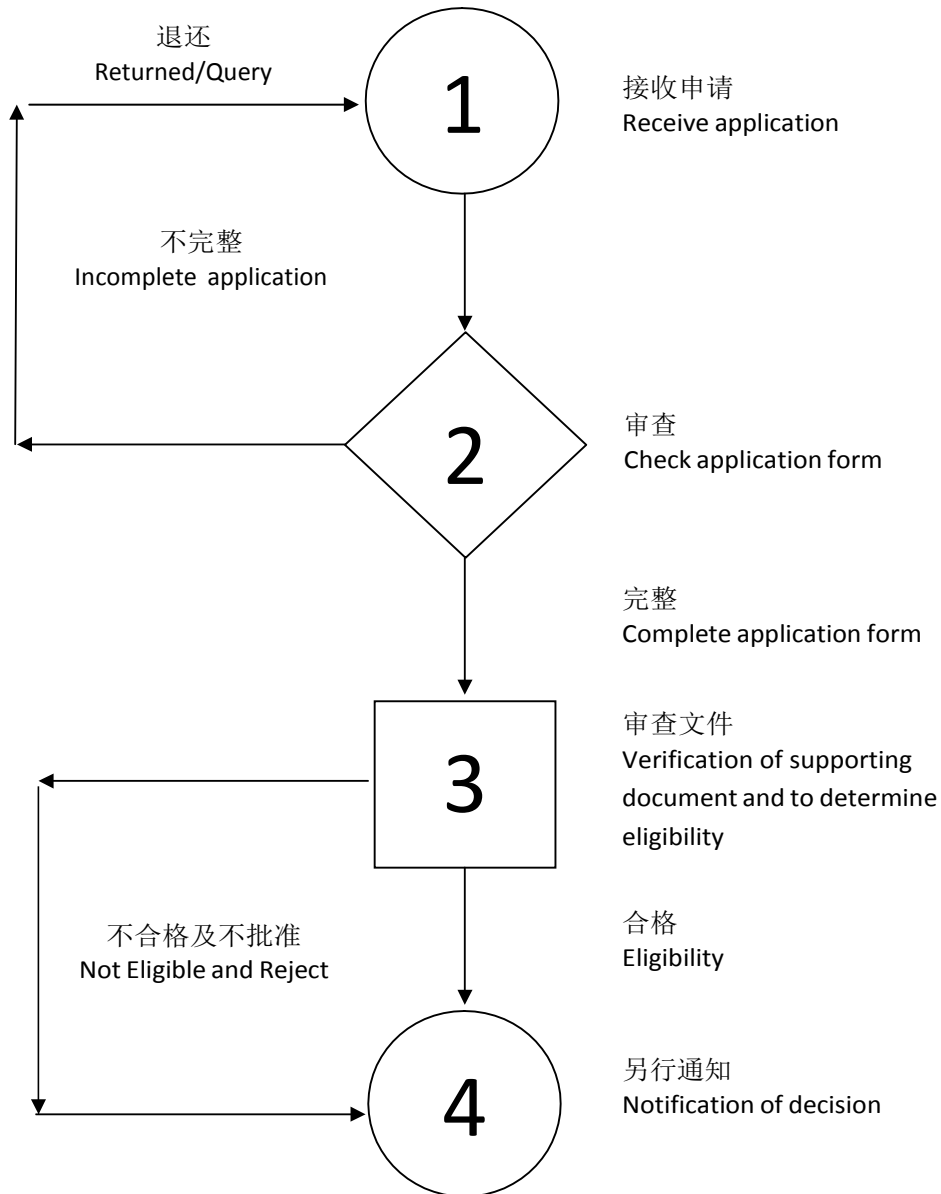 退还
Returned/Query
1
接收申请
Receive application
不完整
Incomplete application
2
审查
Check application form
完整
Complete application form
3
审查文件
Verification of supporting
document and to determine
eligibility
不合格及不批准
Not Eligible and Reject
合格
Eligibility
4
另行通知
Notification of decision